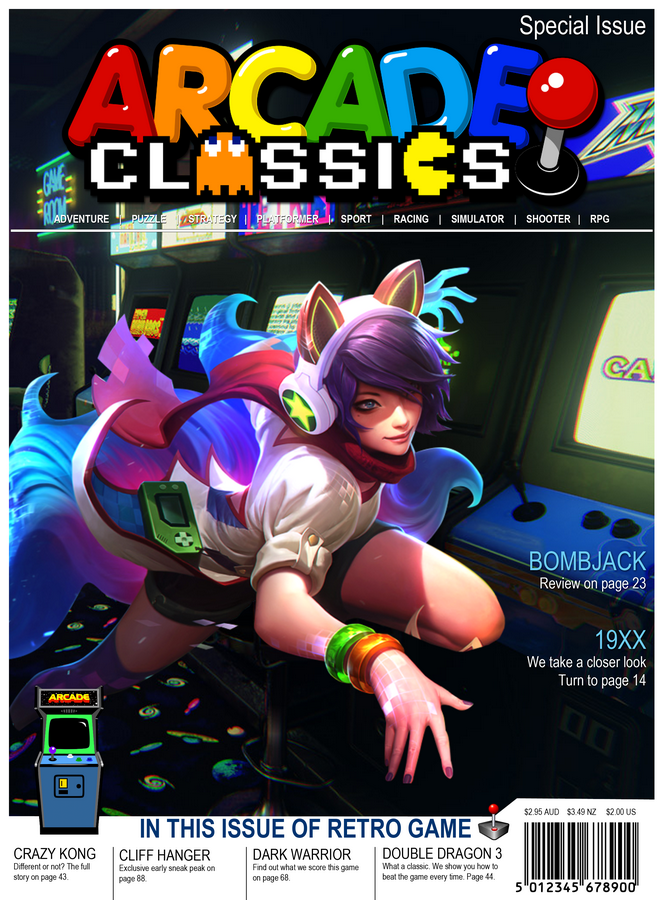 Special Issue
ARCADE
CLASSICS
ADVENTURE | PUZZLE | STRATEGY | PLATFORMER | SPORT | RACING | SIMULATOR | SHOOTER | RPG
GAME
ROOM
CA
BOMBJACK
Review on page 23
19XX
We take a closer look
Turn to page 14
ARCADE
IN THIS ISSUE OF RETRO GAME
$2.95 AUD $3.49 NZ $2.00 US
CRAZY KONG
Different or not? The full
story on page 43.
CLIFF HANGER
Exclusive early sneak peak on
page 88.
DARK WARRIOR
Find out what we score this game
on page 68.
DOUBLE DRAGON 3
What a classic. We show you how to
beat the game every time. Page 44.
5 012345 678900